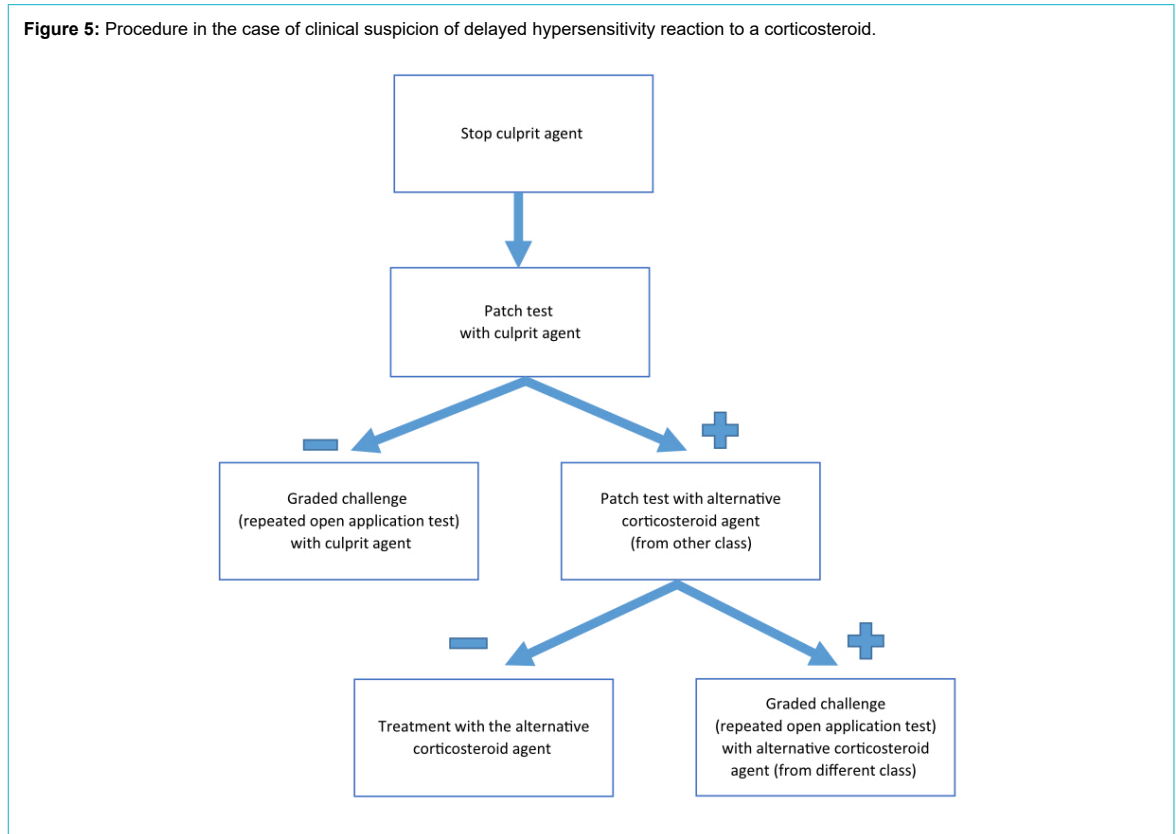 Figure 5: Procedure in the case of clinical suspicion of delayed hypersensitivity reaction to a corticosteroid.
Stop culprit agent
Patch test
with culprit agent
Graded challenge
(repeated open application test)
with culprit agent
Patch test with alternative
corticosteroid agent
(from other class)
Treatment with the alternative
corticosteroid agent
Graded challenge
(repeated open application test)
with alternative corticosteroid
agent (from different class)